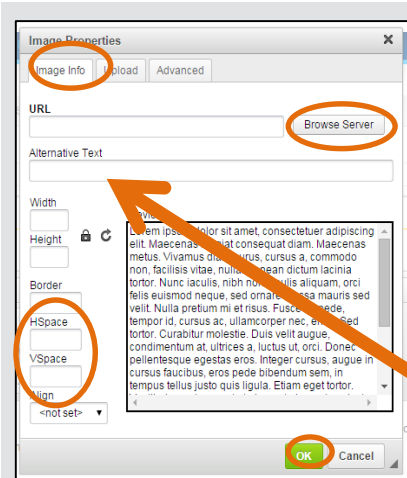 Image Properties
Image Info Upload Advanced
URL
Browse Server
Alternative Text
Width
Height
Border
HSpace
VSpace
Align
<not set>
elit. Maecenas
consequat diam. Maecenas
metus. Vivamus
cursus a, commodo
non, facilisis vitae,
dictum lacinia
tortor. Nunc iaculis, nibh non
aliquam, orci
felis euismod neque, sed ornare
mauris sed
velit. Nulla pretium mi et risus. Fusce
tempor id, cursus ac, ullamcorper nec,
Sed
tortor. Curabitur molestie. Duis velit augue,
condimentum at, ultrices a, luctus ut, orci. Donec
pellentesque egestas eros. Integer cursus, augue in
cursus faucibus, eros pede bibendum sem, in
tempus tellus justo quis ligula. Etiam eget tortor.
OK Cancel